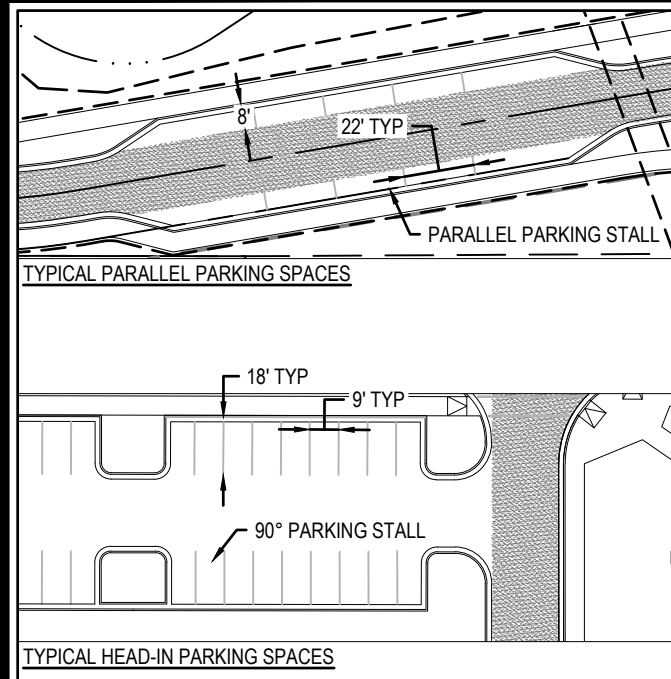 8'
22' TYP
PARALLEL PARKING STALL
TYPICAL PARALLEL PARKING SPACES
18' TYP
9' TYP
90° PARKING STALL
TYPICAL HEAD-IN PARKING SPACES